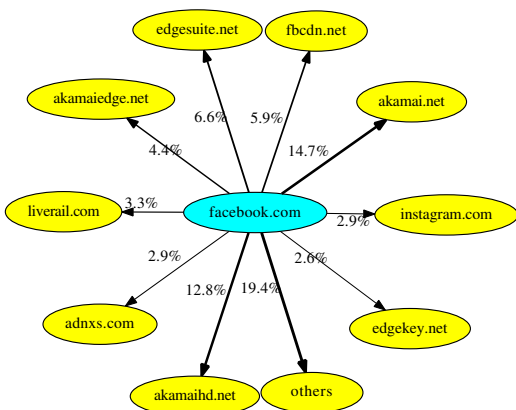 edgesuite.net
fbcdn.net
akamaiedge.net
akamai.net
6.6%
5.9%
4.4%
14.7%
liverail.com
3.3%
facebook.com
2.9%
instagram.com
2.9%
2.6%
12.8%
19.4%
adnxs.com
edgekey.net
akamaihd.net
others